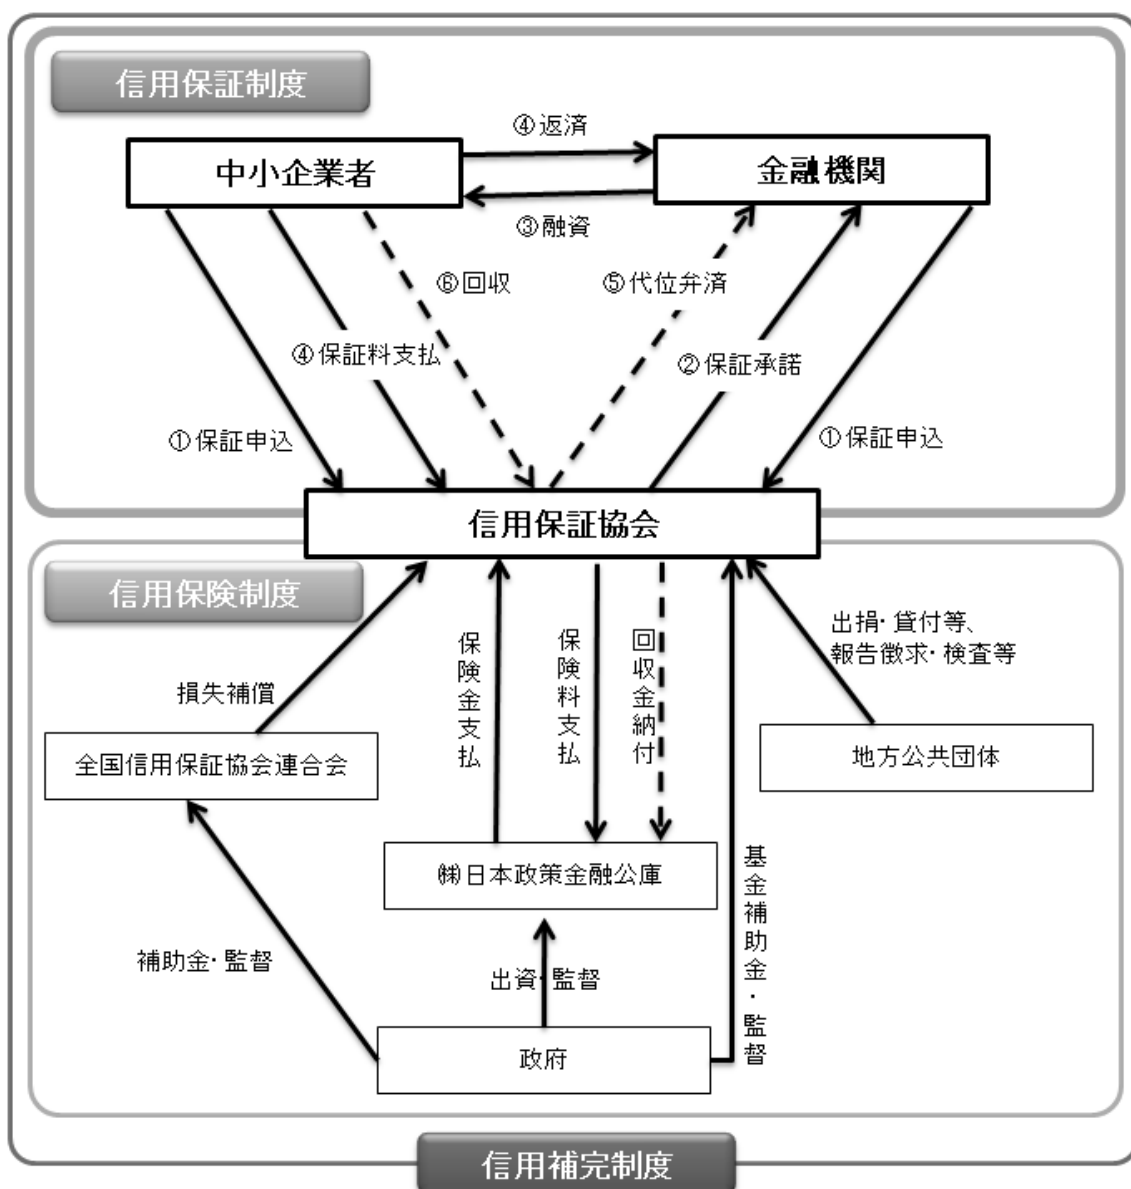 信用保証制度
④返済
中小企業者
金融機関
③融資
⑥回収
⑤代位弁済
④保証料支払
②保証承諾
①保証申込
①保証申込
信用保証協会
信用保険制度
出捐・貸付等、
報告徴求・検査等
保険金支払
保険料支払
回収金納付
損失補償
全国信用保証協会連合会
地方公共団体
㈱日本政策金融公庫
基金補助金・監督
補助金・監督
出資・監督
政府
信用補完制度